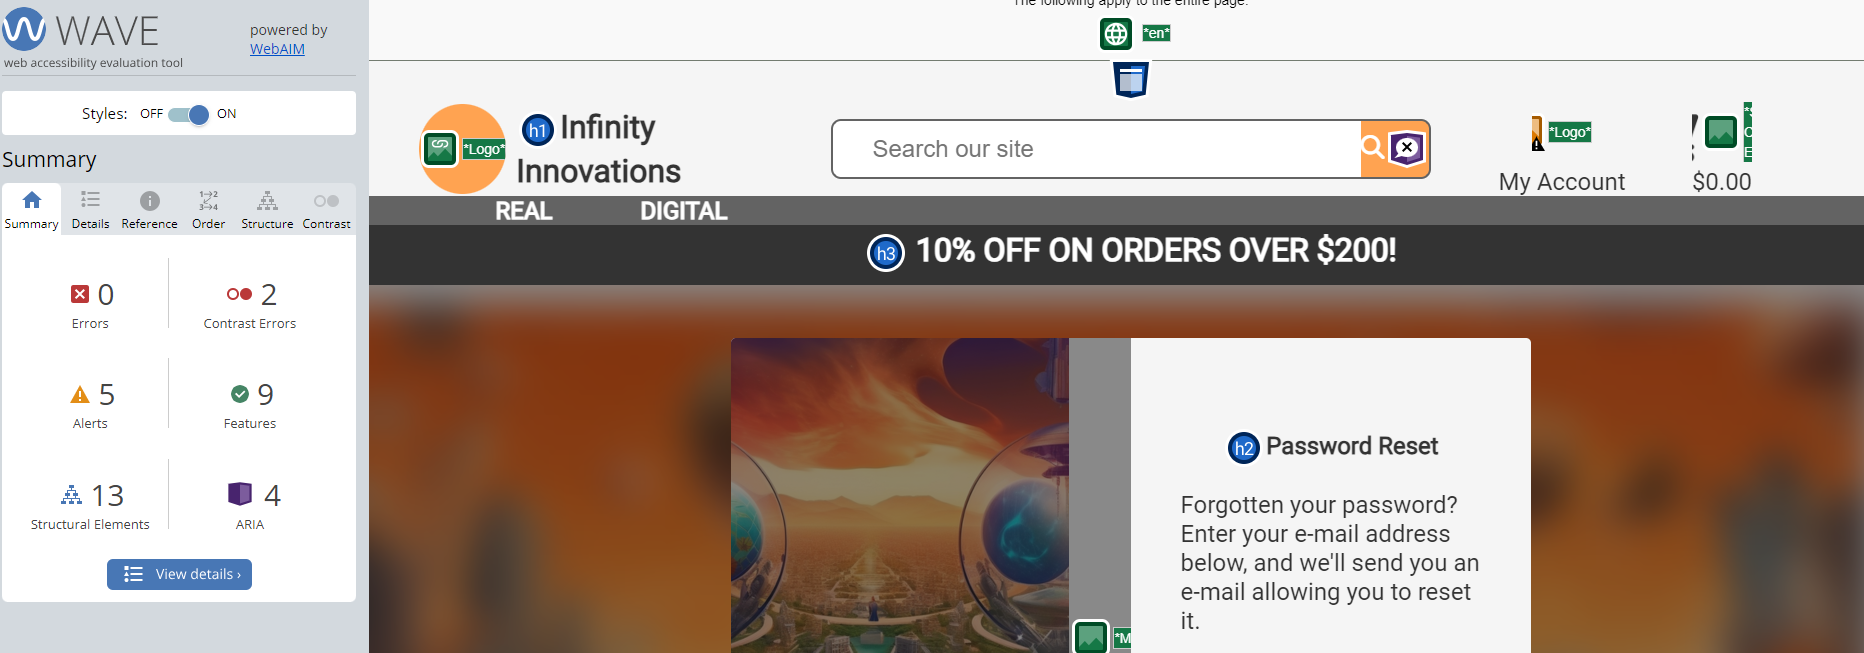 WAVE
powered by
WebAIM
web accessibility evaluation tool
Styles: OFF ON
Summary
Summary Details Reference Order Structure Contrast
0
Errors
2
Contrast Errors
5
Alerts
9
Features
13
Structural Elements
4
ARIA
View details ›
The following apply to the entire page:
*en*
*Logo*
h1 Infinity
Innovations
Search our site
*Logo*
My Account
$0.00
REAL DIGITAL
h3 10% OFF ON ORDERS OVER $200!
h2 Password Reset
Forgotten your password?
Enter your e-mail address
below, and we'll send you an
e-mail allowing you to reset
it.
*M